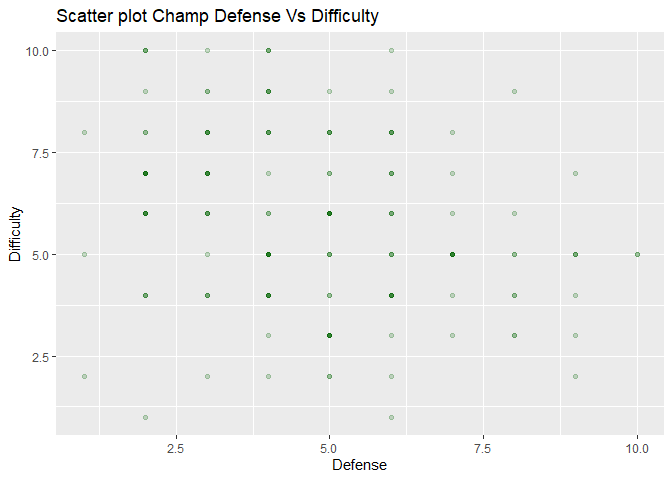 Scatter plot Champ Defense Vs Difficulty
10.0
7.5
5.0
2.5
Difficulty
2.5 5.0 7.5 10.0
Defense